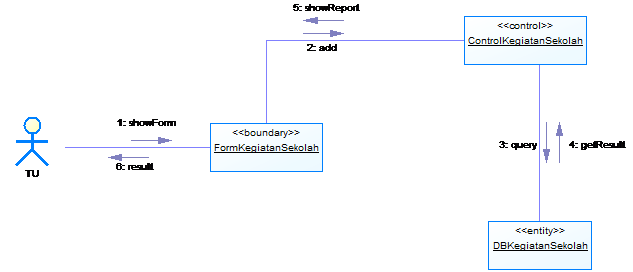 5: showReport
2: add
<<control>>
ControlKegiatanSekolah
1: showForm
<<boundary>>
FormKegiatanSekolah
6: result
TU
3: query
4: getResult
<<entity>>
DBKegiatanSekolah